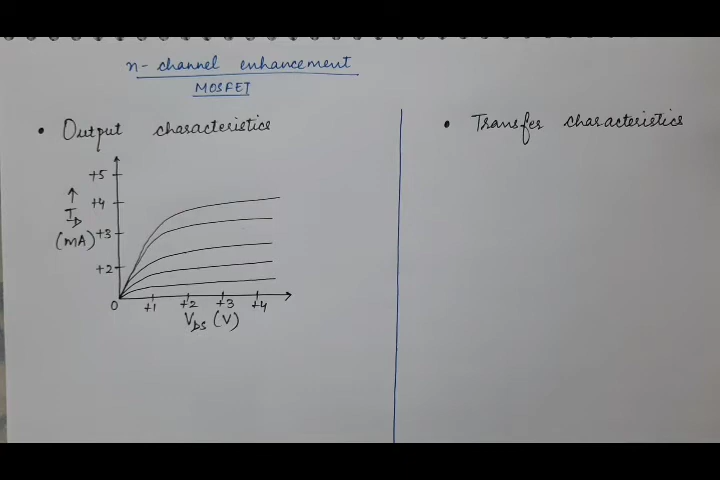 n-channel enhancement
MOSFET
• Output characteristics
• Transfer characteristics
+5
+4
+3
+2
↑
I_D
(mA)
0
+1 +2 +3 +4
V_DS (V)